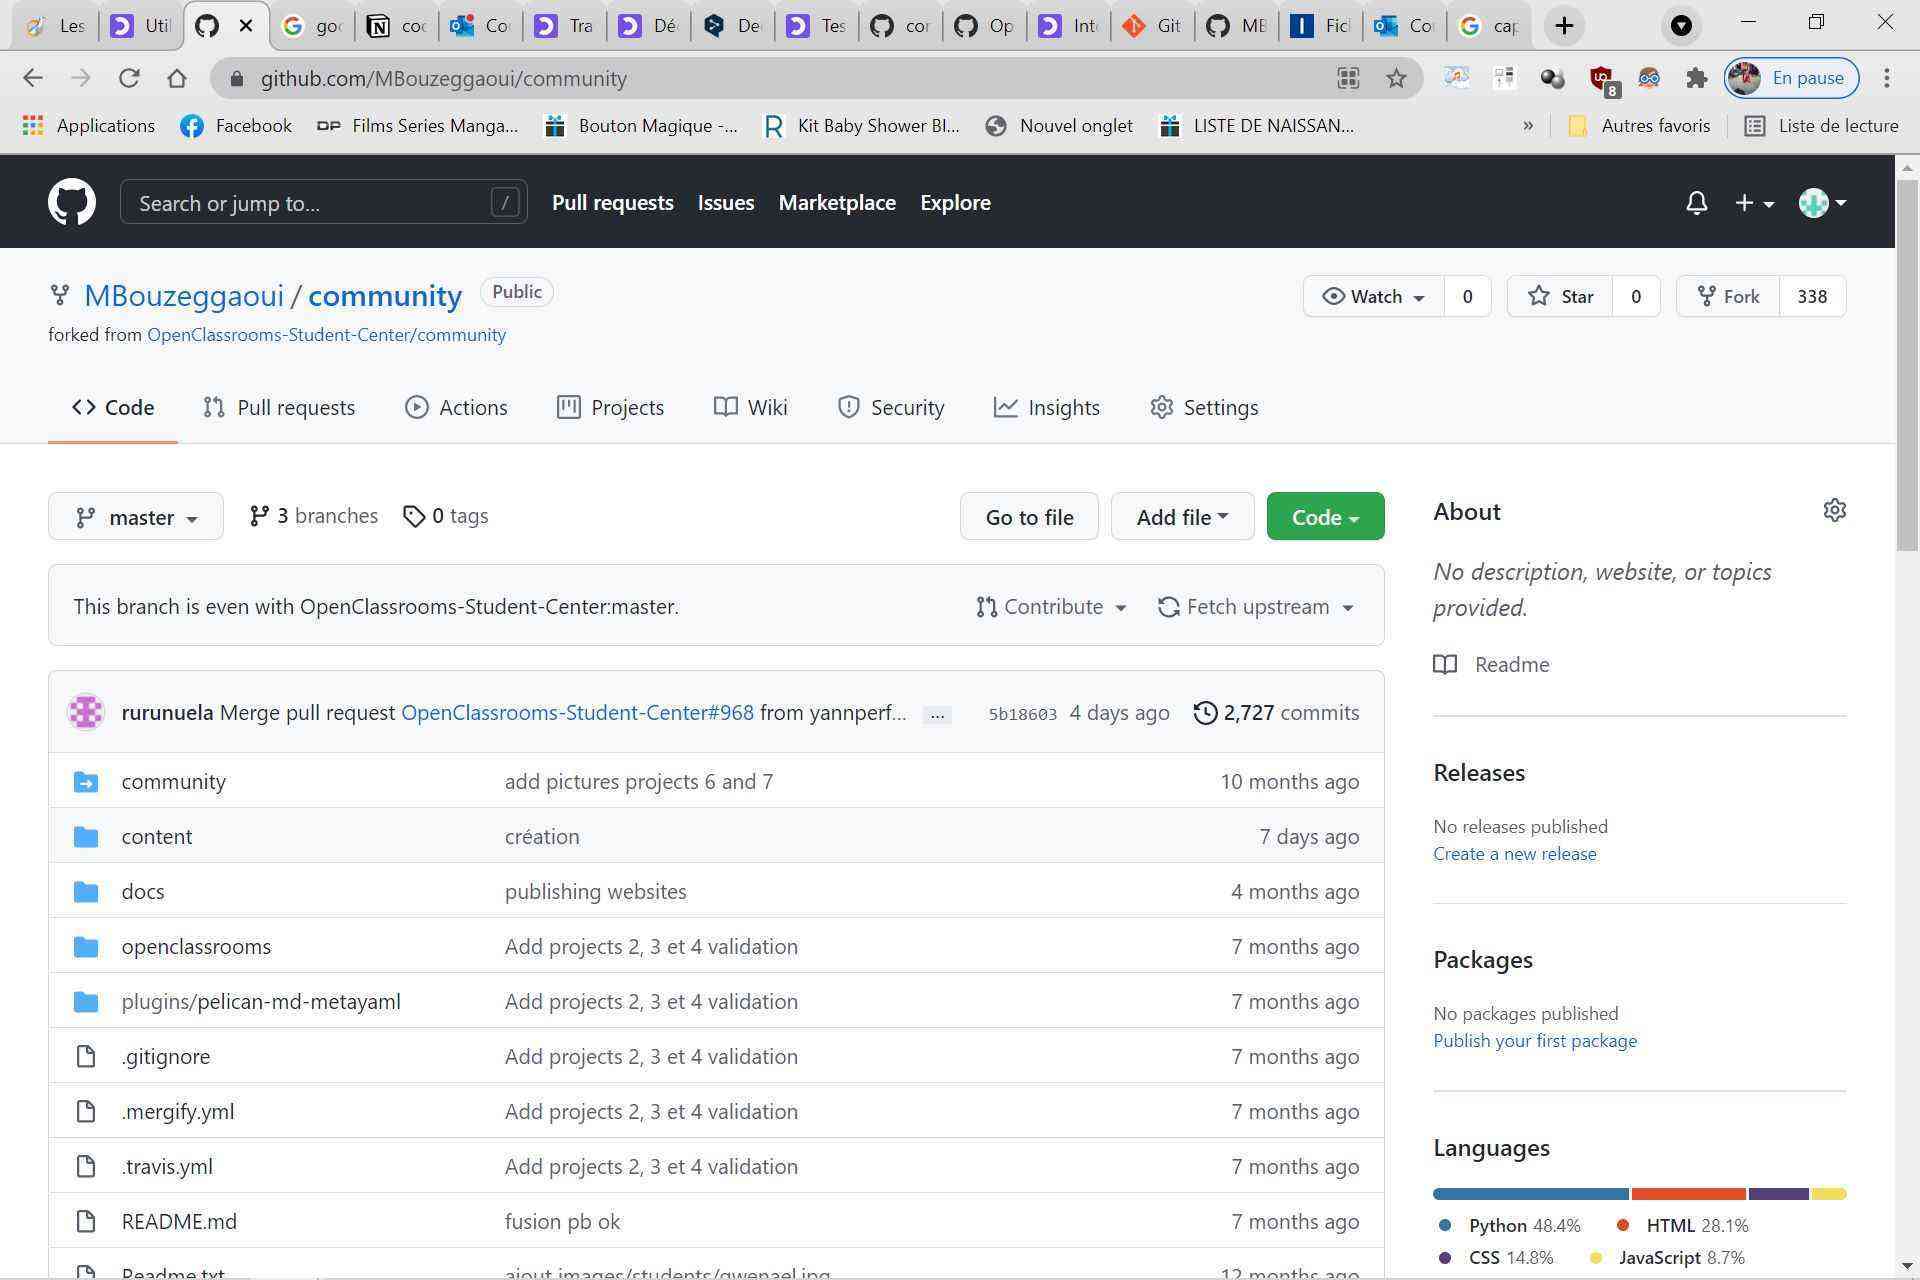 Les Util goo coo Co Tra Dé De Tes cor Op Int Git ME Fich Co cap
github.com/MBouzeggaoui/community
8
En pause
Applications Facebook DP Films Series Manga... Bouton Magique -... R Kit Baby Shower Bl... Nouvel onglet LISTE DE NAISSAN... » Autres favoris Liste de lecture
Search or jump to... / Pull requests Issues Marketplace Explore
MBouzeggaoui / community Public
Watch 0 Star 0 Fork 338
forked from OpenClassrooms-Student-Center/community
Code Pull requests Actions Projects Wiki Security Insights Settings
master 3 branches 0 tags Go to file Add file Code
This branch is even with OpenClassrooms-Student-Center:master. Contribute Fetch upstream
rurunuela Merge pull request OpenClassrooms-Student-Center#968 from yannperf... ... 5b18603 4 days ago 2,727 commits
community add pictures projects 6 and 7 10 months ago
content création 7 days ago
docs publishing websites 4 months ago
openclassrooms Add projects 2, 3 et 4 validation 7 months ago
plugins/pelican-md-metayaml Add projects 2, 3 et 4 validation 7 months ago
.gitignore Add projects 2, 3 et 4 validation 7 months ago
.mergify.yml Add projects 2, 3 et 4 validation 7 months ago
.travis.yml Add projects 2, 3 et 4 validation 7 months ago
README.md fusion pb ok 7 months ago
Readme.txt ajout images/students/gwenael.jpg 12 months ago
About
No description, website, or topics
provided.
Readme
Releases
No releases published
Create a new release
Packages
No packages published
Publish your first package
Languages
Python 48.4% HTML 28.1%
CSS 14.8% JavaScript 8.7%